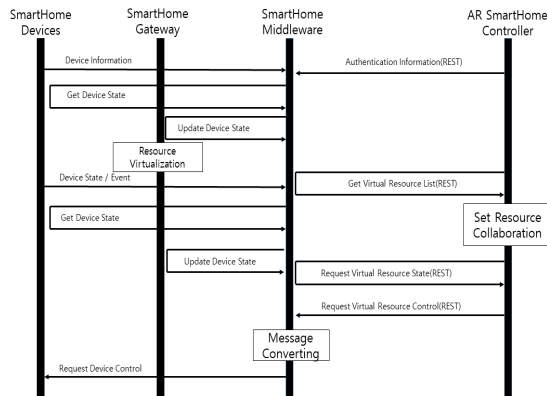 SmartHome
Devices
SmartHome
Gateway
SmartHome
Middleware
AR SmartHome
Controller
Device Information
Authentication Information(REST)
Get Device State
Update Device State
Resource
Virtualization
Device State / Event
Get Virtual Resource List(REST)
Get Device State
Set Resource
Collaboration
Update Device State
Request Virtual Resource State(REST)
Request Virtual Resource Control(REST)
Message
Converting
Request Device Control